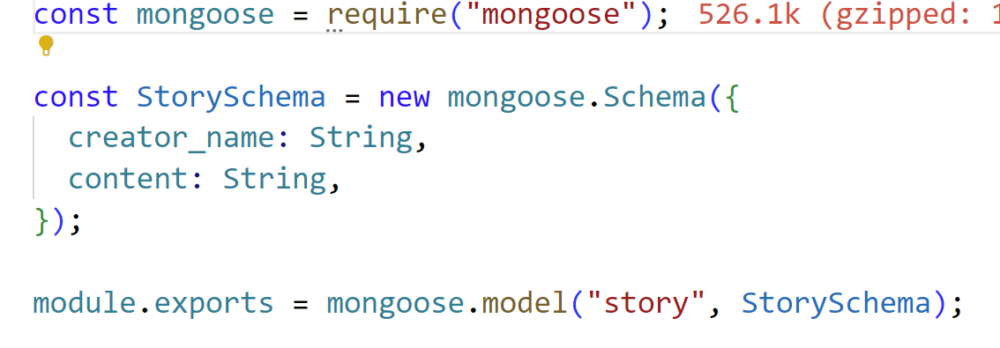 const mongoose = require("mongoose"); 526.1k (gzipped: 1
const StorySchema = new mongoose.Schema({
  creator_name: String,
  content: String,
});
module.exports = mongoose.model("story", StorySchema);